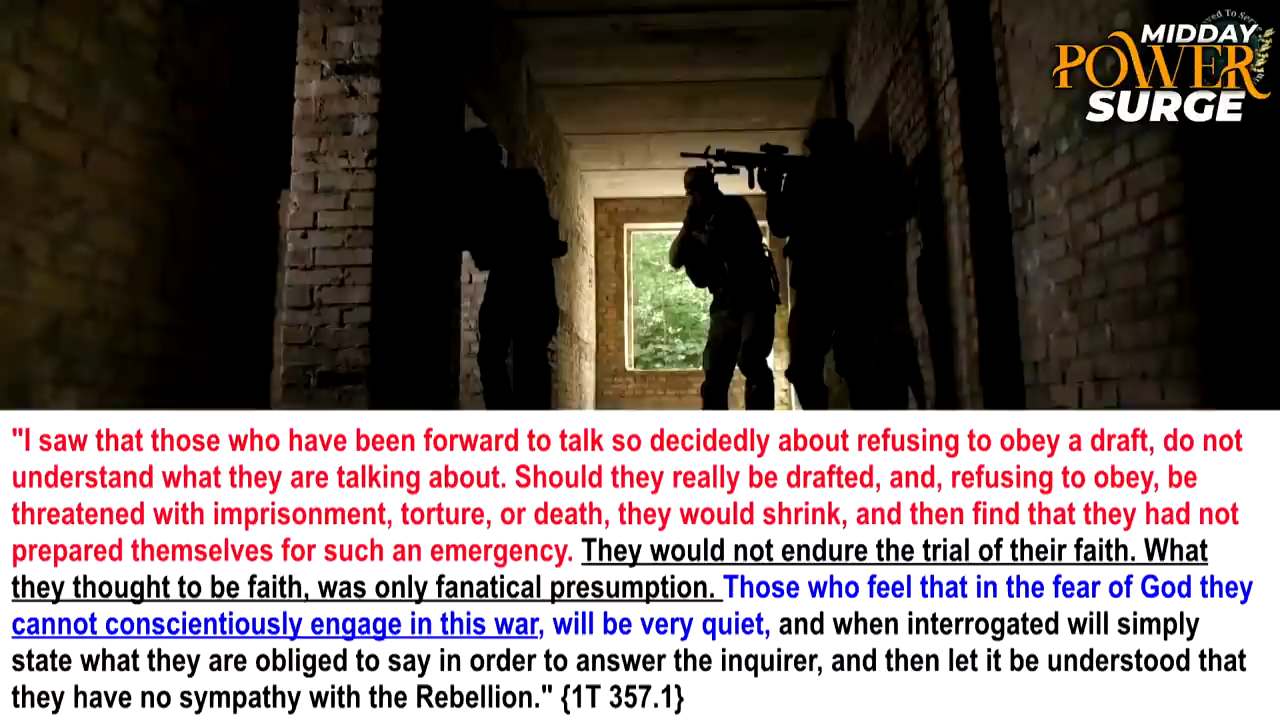 MIDDAY
POWER
SURGE
"I saw that those who have been forward to talk so decidedly about refusing to obey a draft, do not
understand what they are talking about. Should they really be drafted, and, refusing to obey, be
threatened with imprisonment, torture, or death, they would shrink, and then find that they had not
prepared themselves for such an emergency. They would not endure the trial of their faith. What
they thought to be faith, was only fanatical presumption. Those who feel that in the fear of God they
cannot conscientiously engage in this war, will be very quiet, and when interrogated will simply
state what they are obliged to say in order to answer the inquirer, and then let it be understood that
they have no sympathy with the Rebellion." {1T 357.1}